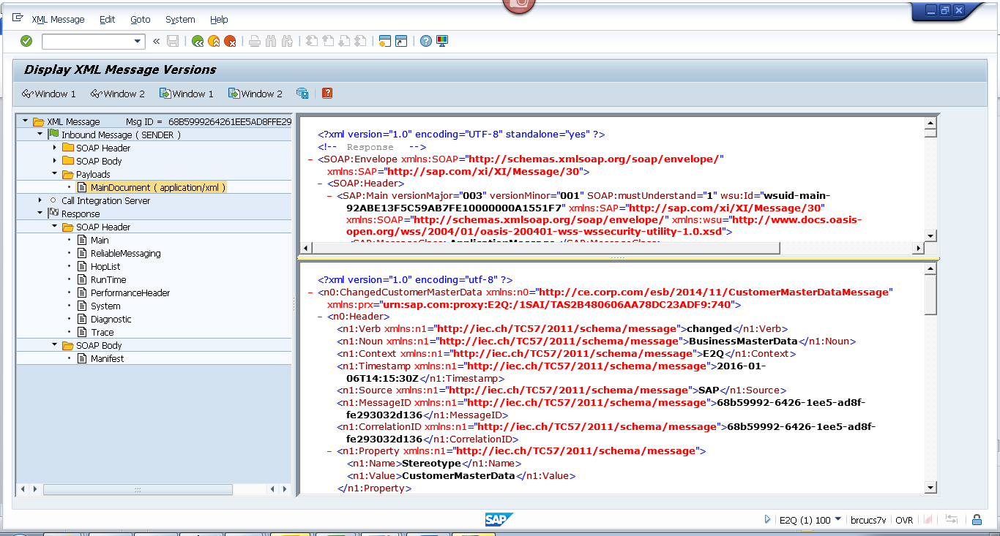 XML Message Edit Goto System Help
Display XML Message Versions
Window 1 Window 2 Window 1 Window 2
XML Message Msg ID = 68B5999264261EE5AD8FFE29
Inbound Message ( SENDER )
SOAP Header
SOAP Body
Payloads
MainDocument ( application/xml )
Call Integration Server
Response
SOAP Header
Main
ReliableMessaging
HopList
RunTime
PerformanceHeader
System
Diagnostic
Trace
SOAP Body
Manifest
<?xml version="1.0" encoding="UTF-8" standalone="yes" ?>
<!-- Response -->
- <SOAP:Envelope xmlns:SOAP="http://schemas.xmlsoap.org/soap/envelope/"
xmlns:SAP="http://sap.com/xi/XI/Message/30">
- <SOAP:Header>
- <SAP:Main versionMajor="003" versionMinor="001" SOAP:mustUnderstand="1" wsu:Id="wsuid-main-
92ABE13F5C59AB7FE10000000A1551F7" xmlns:SAP="http://sap.com/xi/XI/Message/30"
xmlns:SOAP="http://schemas.xmlsoap.org/soap/envelope/" xmlns:wsu="http://www.docs.oasis-
open.org/wss/2004/01/oasis-200401-wss-wssecurity-utility-1.0.xsd">
<SAP:MessageClass>ApplicationMessage</SAP:MessageClass>
<?xml version="1.0" encoding="utf-8" ?>
- <n0:ChangedCustomerMasterData xmlns:n0="http://ce.corp.com/esb/2014/11/CustomerMasterDataMessage"
xmlns:prx="urn:sap.com:proxy:E2Q:/1SAI/TAS2B480606AA78DC23ADF9:740">
- <n0:Header>
<n1:Verb xmlns:n1="http://iec.ch/TC57/2011/schema/message">changed</n1:Verb>
<n1:Noun xmlns:n1="http://iec.ch/TC57/2011/schema/message">BusinessMasterData</n1:Noun>
<n1:Context xmlns:n1="http://iec.ch/TC57/2011/schema/message">E2Q</n1:Context>
<n1:Timestamp xmlns:n1="http://iec.ch/TC57/2011/schema/message">2016-01-
06T14:15:30Z</n1:Timestamp>
<n1:Source xmlns:n1="http://iec.ch/TC57/2011/schema/message">SAP</n1:Source>
<n1:MessageID xmlns:n1="http://iec.ch/TC57/2011/schema/message">68b59992-6426-1ee5-ad8f-
fe293032d136</n1:MessageID>
<n1:CorrelationID xmlns:n1="http://iec.ch/TC57/2011/schema/message">68b59992-6426-1ee5-ad8f-
fe293032d136</n1:CorrelationID>
- <n1:Property xmlns:n1="http://iec.ch/TC57/2011/schema/message">
<n1:Name>Stereotype</n1:Name>
<n1:Value>CustomerMasterData</n1:Value>
</n1:Property>
SAP E2Q (1) 100 brcucs7v OVR